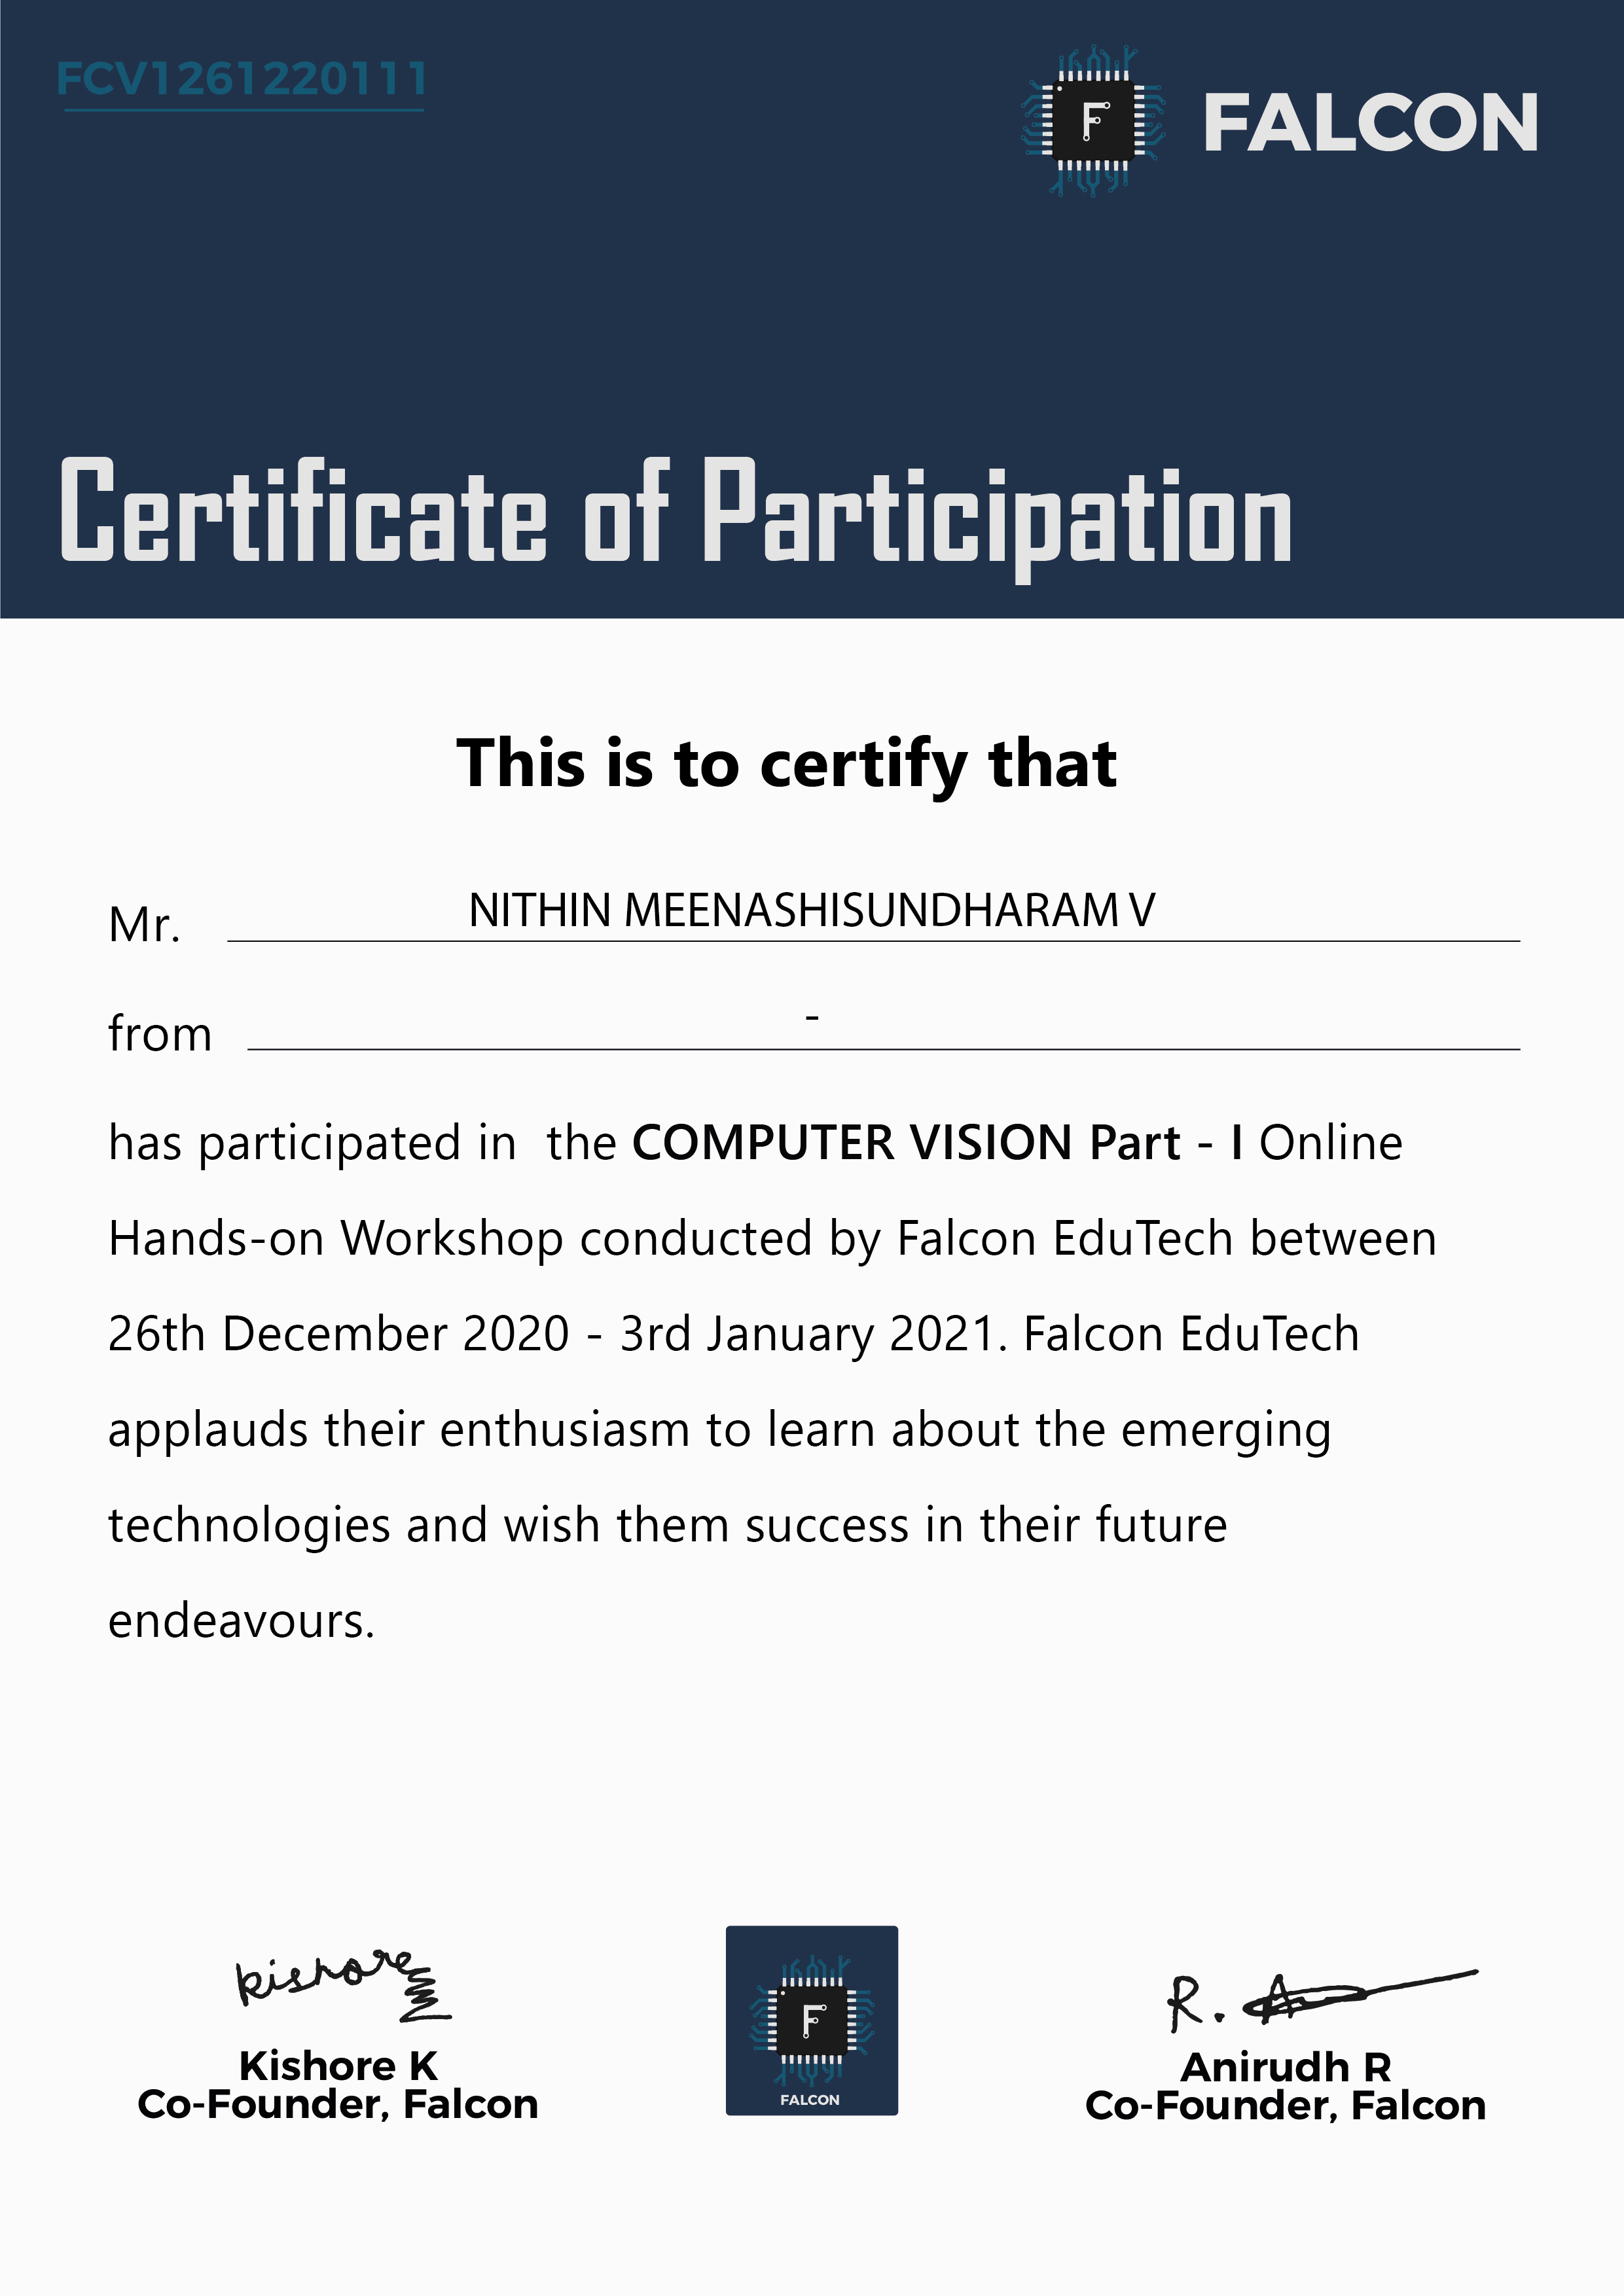 FCV1261220111
F
FALCON
Certificate of Participation
This is to certify that
Mr. NITHIN MEENASHISUNDHARAM V
from -
has participated in the COMPUTER VISION Part - I Online
Hands-on Workshop conducted by Falcon EduTech between
26th December 2020 - 3rd January 2021. Falcon EduTech
applauds their enthusiasm to learn about the emerging
technologies and wish them success in their future
endeavours.
kishore
R. A
Kishore K
Co-Founder, Falcon
F
FALCON
Anirudh R
Co-Founder, Falcon